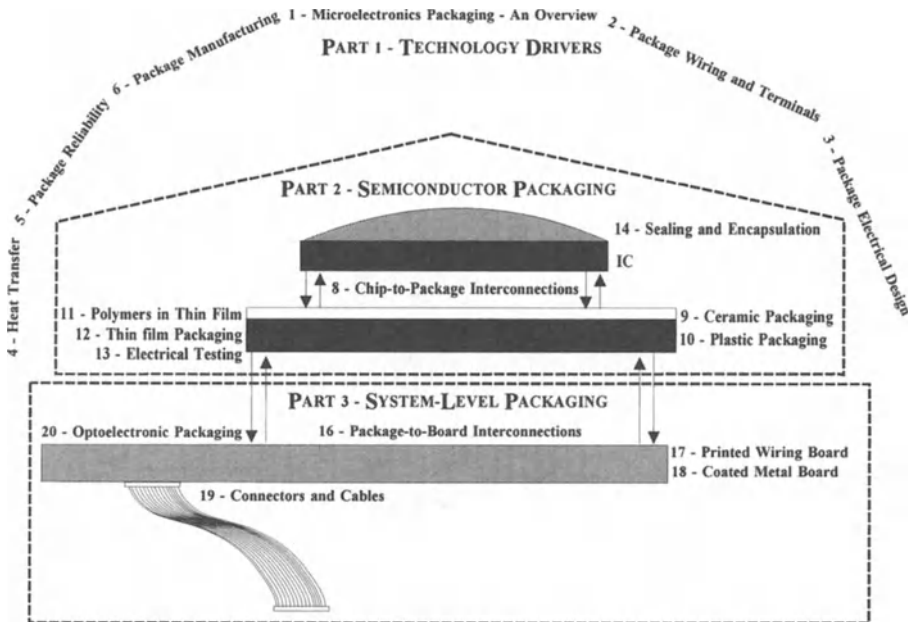 1 - Microelectronics Packaging - An Overview
2 - Package Wiring and Terminals
3 - Package Electrical Design
4 - Heat Transfer
5 - Package Reliability
6 - Package Manufacturing
PART 1 - TECHNOLOGY DRIVERS
PART 2 - SEMICONDUCTOR PACKAGING
14 - Sealing and Encapsulation
IC
8 - Chip-to-Package Interconnections
11 - Polymers in Thin Film
12 - Thin film Packaging
13 - Electrical Testing
9 - Ceramic Packaging
10 - Plastic Packaging
PART 3 - SYSTEM-LEVEL PACKAGING
20 - Optoelectronic Packaging
16 - Package-to-Board Interconnections
17 - Printed Wiring Board
18 - Coated Metal Board
19 - Connectors and Cables